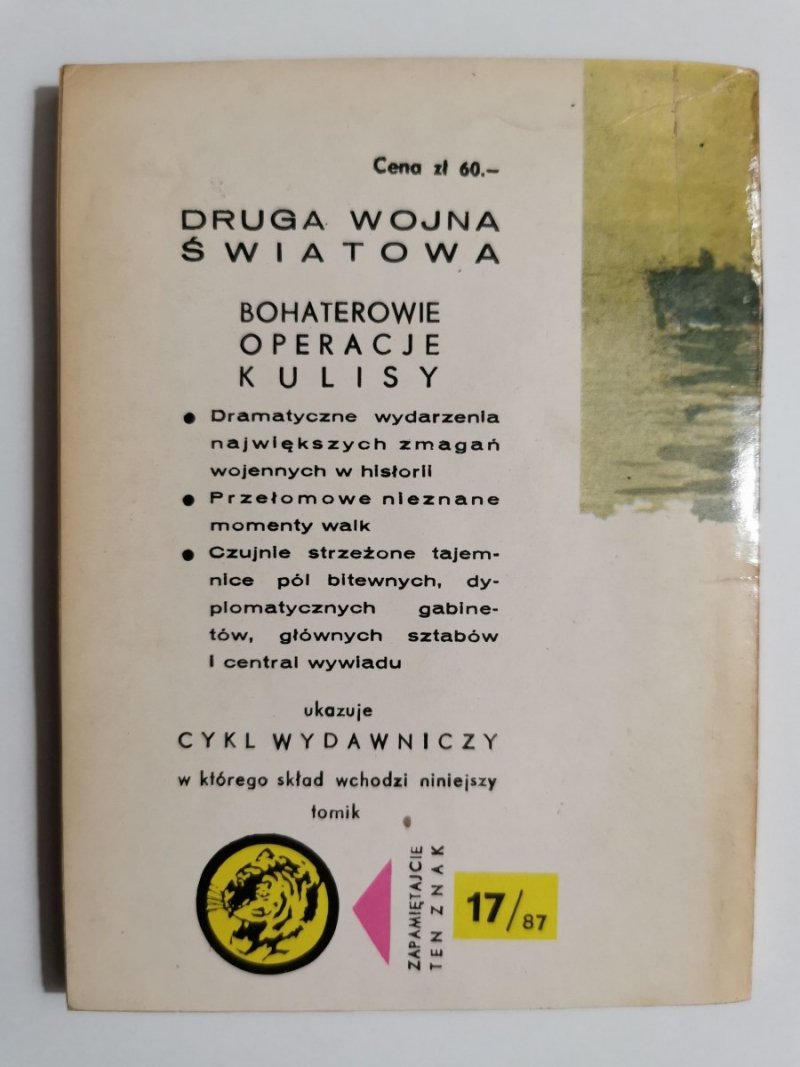 Cena zł 60.—
DRUGA WOJNA
ŚWIATOWA
BOHATEROWIE
OPERACJE
KULISY
● Dramatyczne wydarzenia
największych zmagań
wojennych w historii
● Przełomowe nieznane
momenty walk
● Czujnie strzeżone tajem-
nice pól bitewnych, dy-
plomatycznych gabine-
tów, głównych sztabów
i central wywiadu
ukazuje
CYKL WYDAWNICZY
w którego skład wchodzi niniejszy
tomik
ZAPAMIĘTAJCIE
TEN ZNAK
17/87